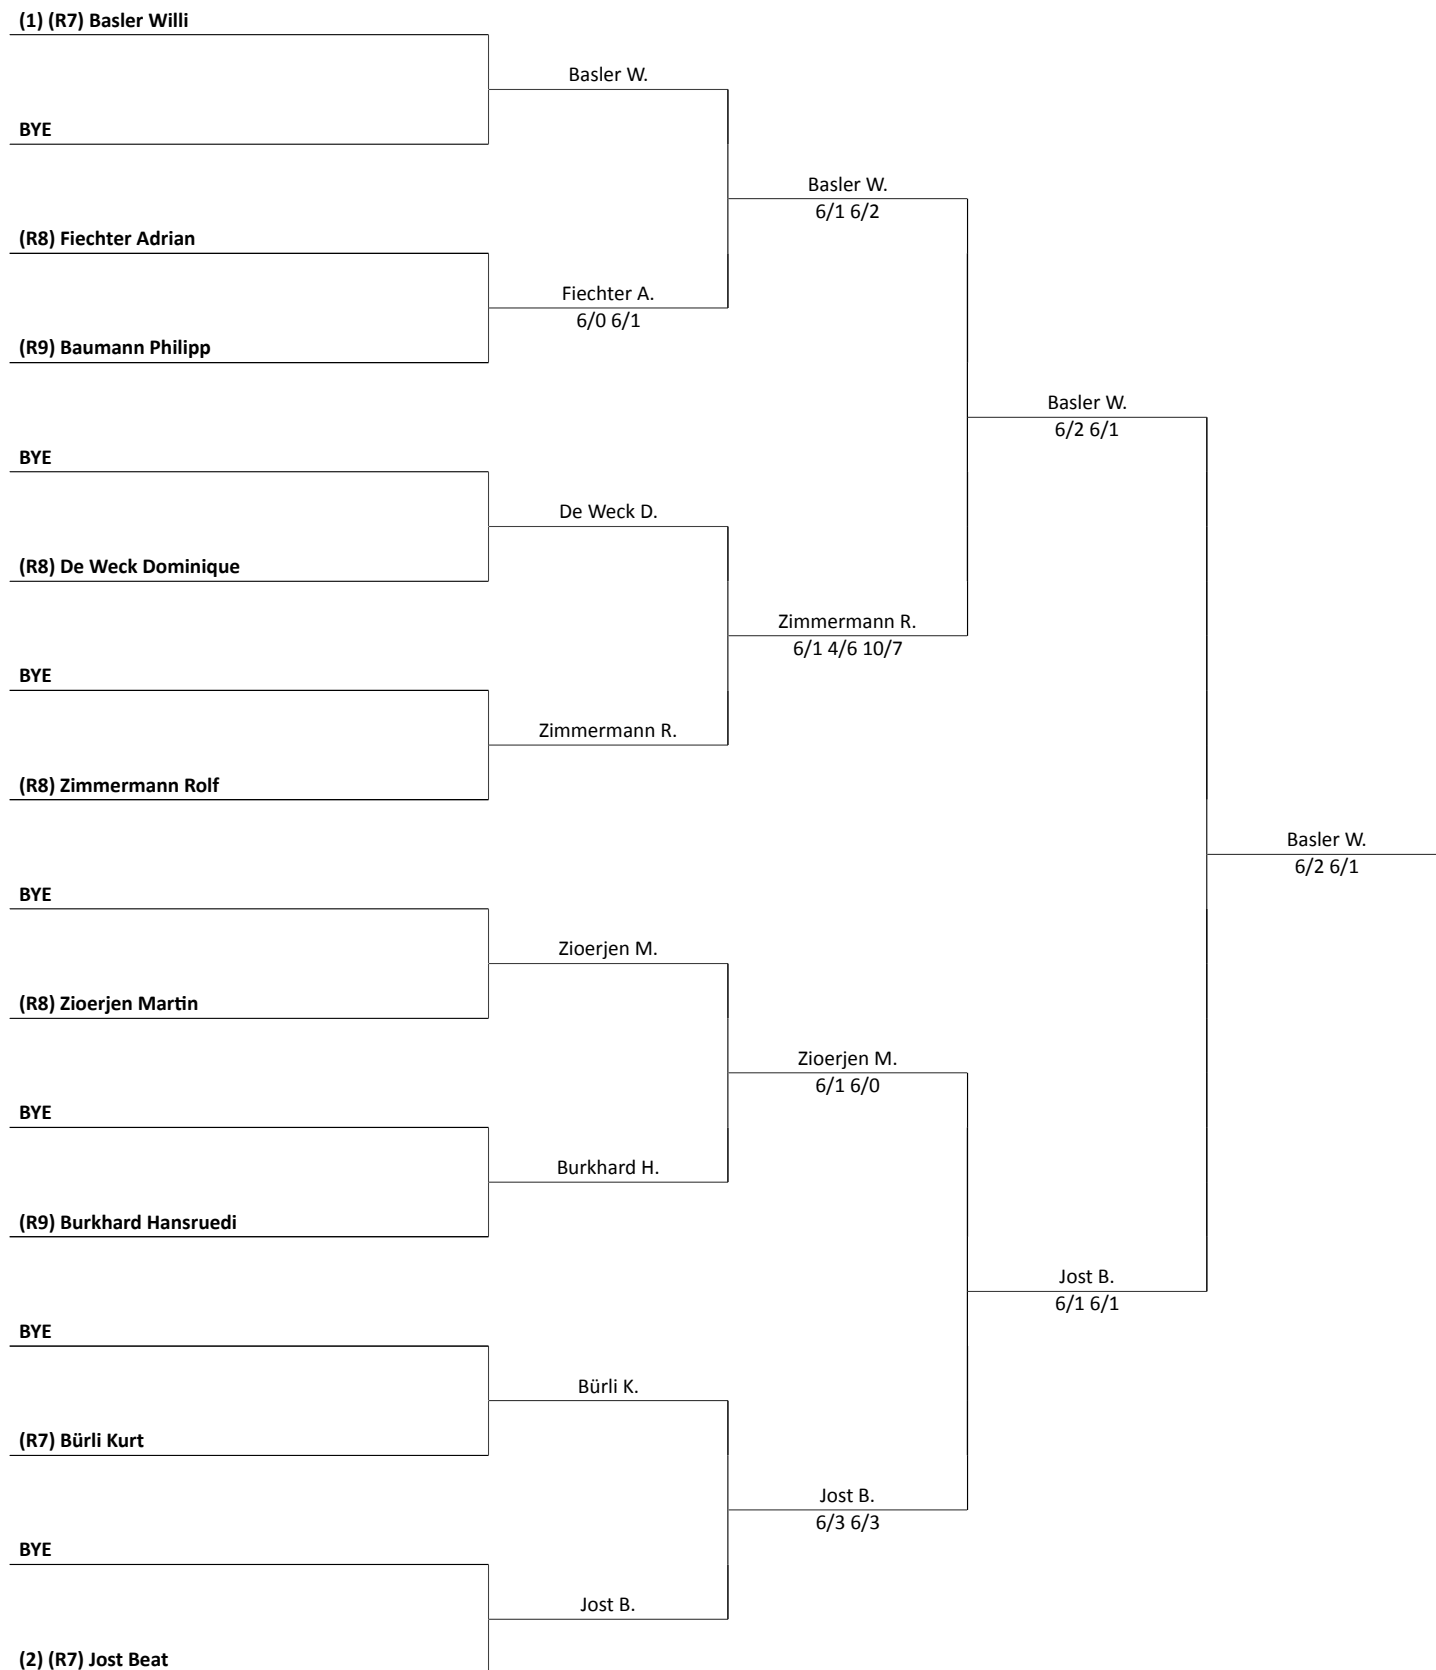 (1) (R7) Basler Willi
Basler W.
BYE
Basler W.
6/1 6/2
(R8) Fiechter Adrian
Fiechter A.
6/0 6/1
(R9) Baumann Philipp
Basler W.
6/2 6/1
BYE
De Weck D.
(R8) De Weck Dominique
Zimmermann R.
6/1 4/6 10/7
BYE
Zimmermann R.
(R8) Zimmermann Rolf
Basler W.
6/2 6/1
BYE
Zioerjen M.
(R8) Zioerjen Martin
Zioerjen M.
6/1 6/0
BYE
Burkhard H.
(R9) Burkhard Hansruedi
Jost B.
6/1 6/1
BYE
Bürli K.
(R7) Bürli Kurt
Jost B.
6/3 6/3
BYE
Jost B.
(2) (R7) Jost Beat